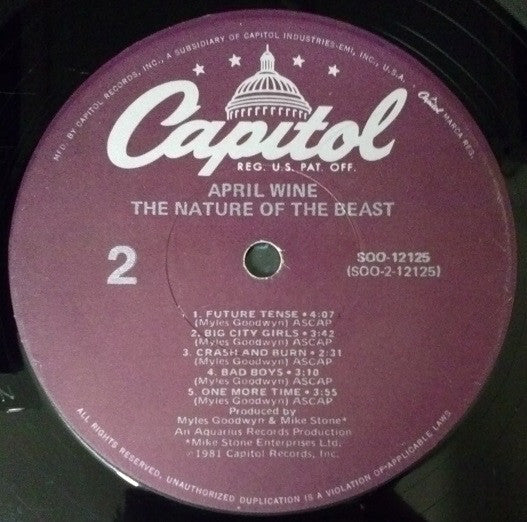 MFD. BY CAPITOL RECORDS, INC., A SUBSIDIARY OF CAPITOL INDUSTRIES-EMI, INC., U.S.A.
Capitol MARCA REG.
Capitol
REG. U.S. PAT. OFF.
APRIL WINE
THE NATURE OF THE BEAST
2
SOO-12125
(SOO-2-12125)
1. FUTURE TENSE • 4:07
(Myles Goodwyn) ASCAP
2. BIG CITY GIRLS • 3:42
(Myles Goodwyn) ASCAP
3. CRASH AND BURN • 2:31
(Myles Goodwyn) ASCAP
4. BAD BOYS • 3:10
(Myles Goodwyn) ASCAP
5. ONE MORE TIME • 3:55
(Myles Goodwyn) ASCAP
Produced by
Myles Goodwyn & Mike Stone*
An Aquarius Records Production
*Mike Stone Enterprises Ltd.
℗1981 Capitol Records, Inc.
ALL RIGHTS RESERVED. UNAUTHORIZED DUPLICATION IS A VIOLATION OF APPLICABLE LAWS